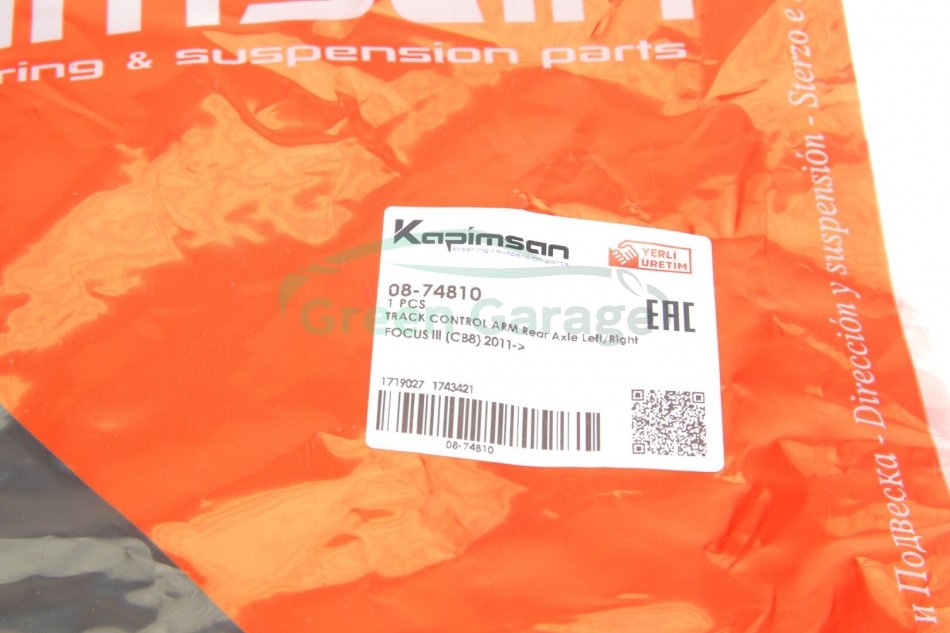 ring & suspension parts
Kapimsan
steering & suspension parts
YERLİ
ÜRETİM
08-74810
1 PCS
TRACK CONTROL ARM Rear Axle Left/Right
FOCUS III (CB8) 2011->
EAC
Green Garage
1719027 1743421
08-74810
и Подвеска - Dirección y suspensión - Sterzo e